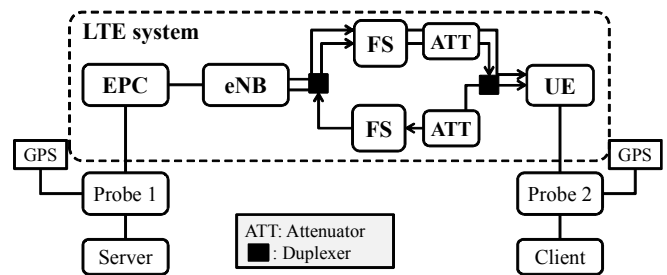 LTE system
FS
ATT
EPC
eNB
UE
FS
ATT
GPS
GPS
Probe 1
Probe 2
Server
ATT: Attenuator
: Duplexer
Client